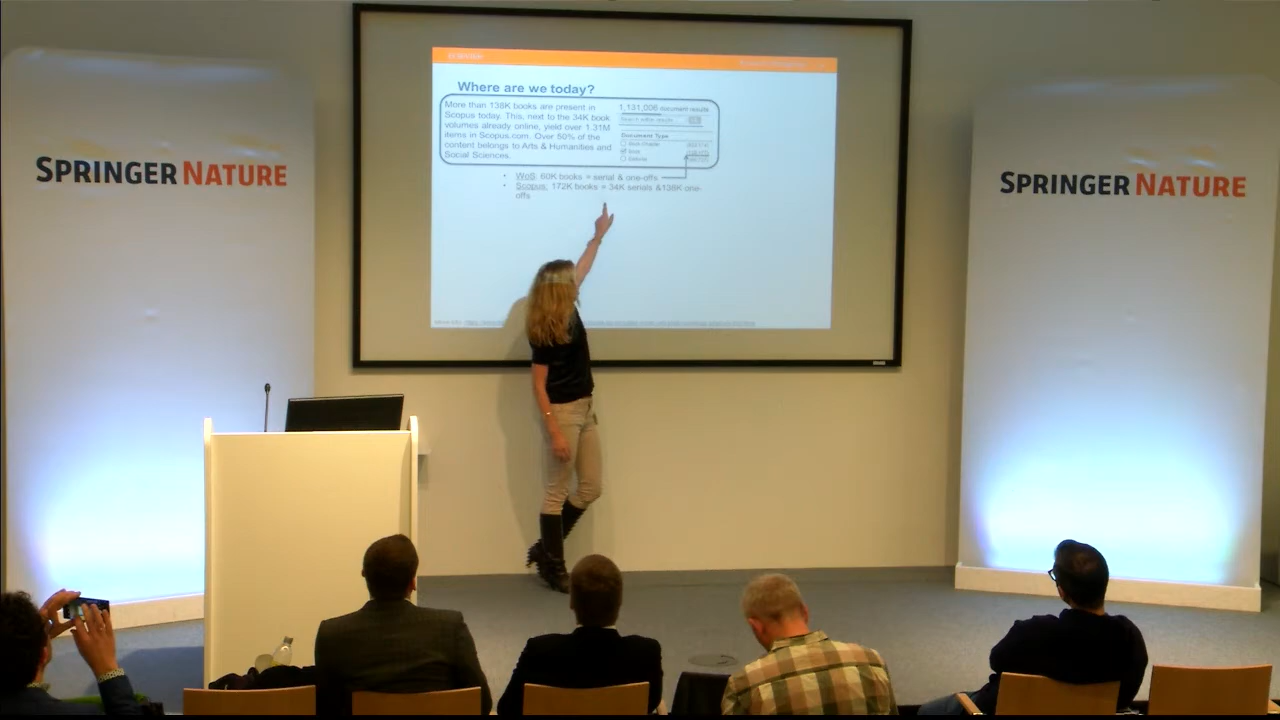 SPRINGER NATURE
Where are we today?
More than 138K books are present in
Scopus today. This, next to the 34K book
volumes already online, yield over 1.31M
items in Scopus.com. Over 50% of the
content belongs to Arts & Humanities and
Social Sciences.
1,131,006 document results
Document Type
• WoS: 60K books = serial & one-offs
• Scopus: 172K books = 34K serials &138K one-
offs
SPRINGER NATURE